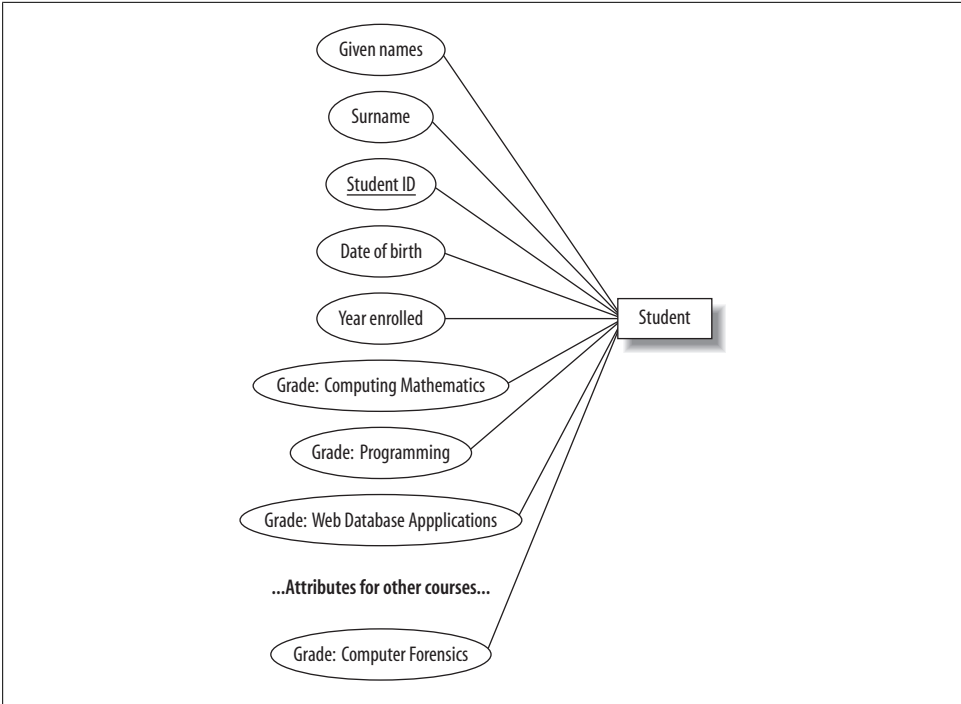 Given names
Surname
Student ID
Date of birth
Year enrolled
Student
Grade: Computing Mathematics
Grade: Programming
Grade: Web Database Appplications
...Attributes for other courses...
Grade: Computer Forensics